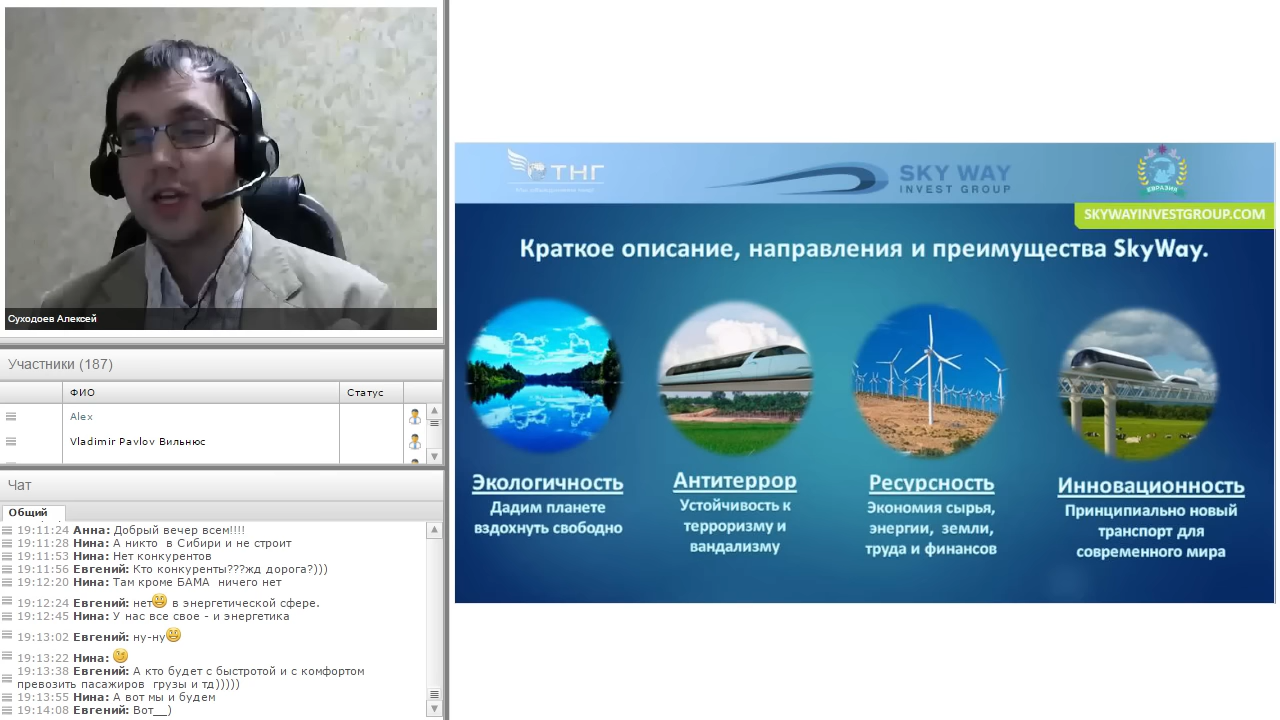 Суходоев Алексей
Участники (187)
ФИО
Статус
Alex
Vladimir Pavlov Вильнюс
Чат
Общий
19:11:24 Анна: Добрый вечер всем!!!!
19:11:28 Нина: А никто в Сибири и не строит
19:11:53 Нина: Нет конкурентов
19:11:56 Евгений: Кто конкуренты???жд дорога?)))
19:12:20 Нина: Там кроме БАМА ничего нет
19:12:24 Евгений: нет в энергетической сфере.
19:12:45 Нина: У нас все свое - и энергетика
19:13:02 Евгений: ну-ну
19:13:22 Нина:
19:13:38 Евгений: А кто будет с быстротой и с комфортом
превозить пасажиров грузы и тд)))))
19:13:55 Нина: А вот мы и будем
19:14:08 Евгений: Вот__)
ТНГ
SKY WAY
INVEST GROUP
ЕВРАЗИЯ
SKYWAYINVESTGROUP.COM
Краткое описание, направления и преимущества SkyWay.
Экологичность
Дадим планете
вздохнуть свободно
Антитеррор
Устойчивость к
терроризму и
вандализму
Ресурсность
Экономия сырья,
энергии, земли,
труда и финансов
Инновационность
Принципиально новый
транспорт для
современного мира